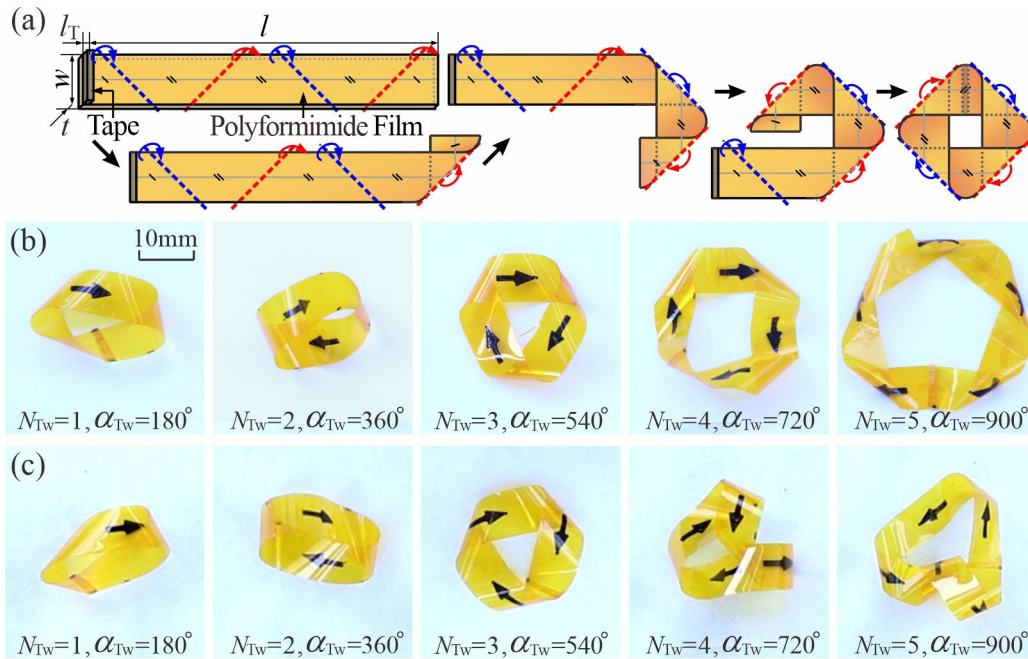 (a)
l_T
l
w
t
Tape
Polyformimide Film
(b)
10mm
N_Tw=1, α_Tw=180°
N_Tw=2, α_Tw=360°
N_Tw=3, α_Tw=540°
N_Tw=4, α_Tw=720°
N_Tw=5, α_Tw=900°
(c)
N_Tw=1, α_Tw=180°
N_Tw=2, α_Tw=360°
N_Tw=3, α_Tw=540°
N_Tw=4, α_Tw=720°
N_Tw=5, α_Tw=900°